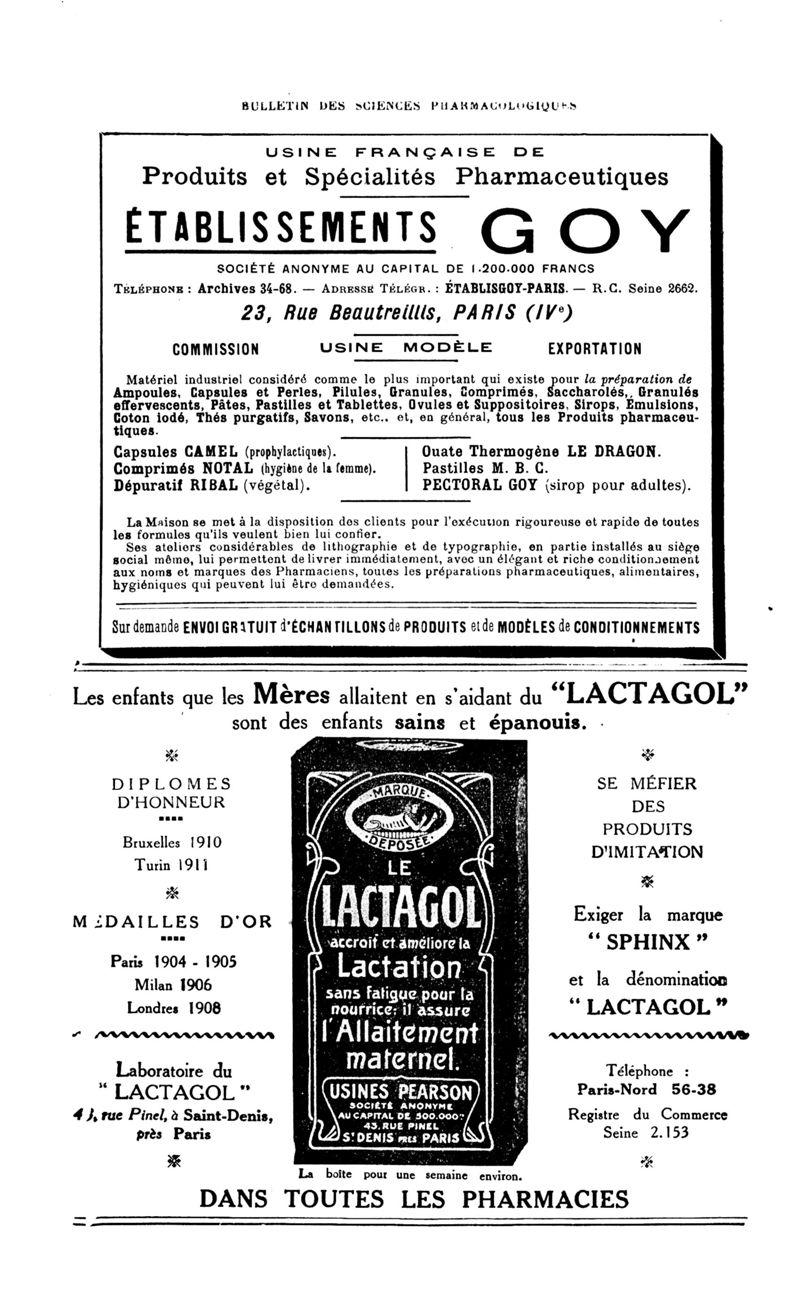 BULLETIN DES SCIENCES PHARMACOLOGIQUES
USINE FRANÇAISE DE
Produits et Spécialités Pharmaceutiques
ÉTABLISSEMENTS GOY
SOCIÉTÉ ANONYME AU CAPITAL DE 1.200.000 FRANCS
TÉLÉPHONE : Archives 34-68. — ADRESSE TÉLÉGR. : ÉTABLISGOY-PARIS. — R.C. Seine 2662.
23, Rue Beautreillis, PARIS (IVe)
COMMISSION USINE MODÈLE EXPORTATION
Matériel industriel considéré comme le plus important qui existe pour la préparation de
Ampoules, Capsules et Perles, Pilules, Granules, Comprimés, Saccharolés, Granulés
effervescents, Pâtes, Pastilles et Tablettes, Ovules et Suppositoires, Sirops, Emulsions,
Coton iodé, Thés purgatifs, Savons, etc.. et, en général, tous les Produits pharmaceu-
tiques.
Capsules CAMEL (prophylactiques).
Comprimés NOTAL (hygiène de la femme).
Dépuratif RIBAL (végétal).
Ouate Thermogène LE DRAGON.
Pastilles M. B. C.
PECTORAL GOY (sirop pour adultes).
La Maison se met à la disposition des clients pour l'exécution rigoureuse et rapide de toutes
les formules qu'ils veulent bien lui confier.
Ses ateliers considérables de lithographie et de typographie, en partie installés au siège
social même, lui permettent de livrer immédiatement, avec un élégant et riche conditionnement
aux noms et marques des Pharmaciens, toutes les préparations pharmaceutiques, alimentaires,
hygiéniques qui peuvent lui être demandées.
Sur demande ENVOI GRATUIT d'ÉCHANTILLONS de PRODUITS et de MODÈLES de CONDITIONNEMENTS
Les enfants que les Mères allaitent en s'aidant du “LACTAGOL”
sont des enfants sains et épanouis.
DIPLOMES
D'HONNEUR
Bruxelles 1910
Turin 1911
MÉDAILLES D'OR
Paris 1904 - 1905
Milan 1906
Londres 1908
Laboratoire du
“ LACTAGOL ”
43, rue Pinel, à Saint-Denis,
près Paris
MARQUE
DÉPOSÉE
LE
LACTAGOL
accroît et améliore la
Lactation
sans fatigue pour la
nourrice; il assure
l'Allaitement
maternel.
USINES PEARSON
SOCIÉTÉ ANONYME
AU CAPITAL DE 300.000F
43, RUE PINEL
ST DENIS PRÈS PARIS
SE MÉFIER
DES
PRODUITS
D'IMITATION
Exiger la marque
“ SPHINX ”
et la dénomination
“ LACTAGOL ”
Téléphone :
Paris-Nord 56-38
Registre du Commerce
Seine 2.153
La boîte pour une semaine environ.
DANS TOUTES LES PHARMACIES